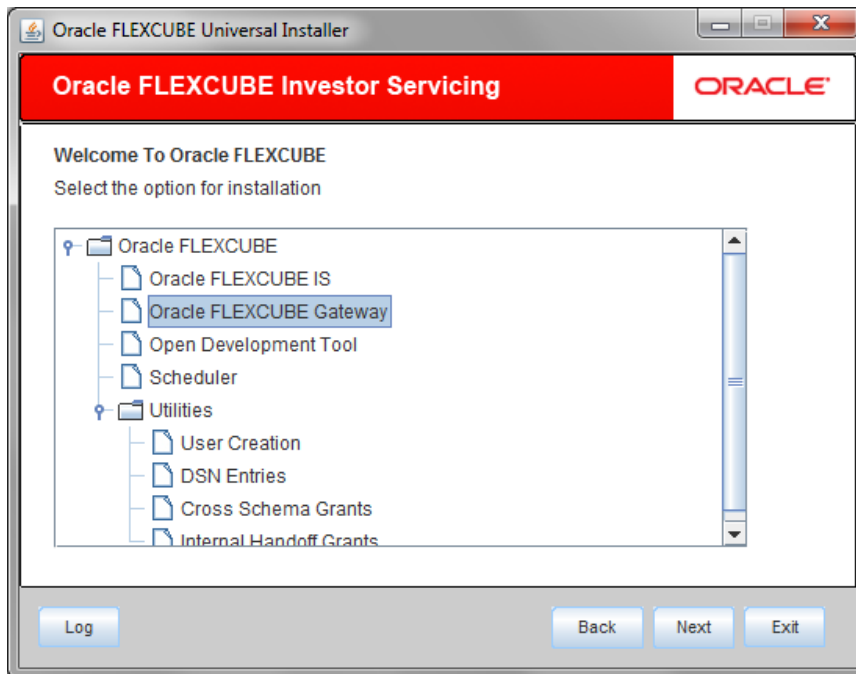 Oracle FLEXCUBE Universal Installer
Oracle FLEXCUBE Investor Servicing
ORACLE
Welcome To Oracle FLEXCUBE
Select the option for installation
Oracle FLEXCUBE
Oracle FLEXCUBE IS
Oracle FLEXCUBE Gateway
Open Development Tool
Scheduler
Utilities
User Creation
DSN Entries
Cross Schema Grants
Internal Handoff Grants
Log Back Next Exit